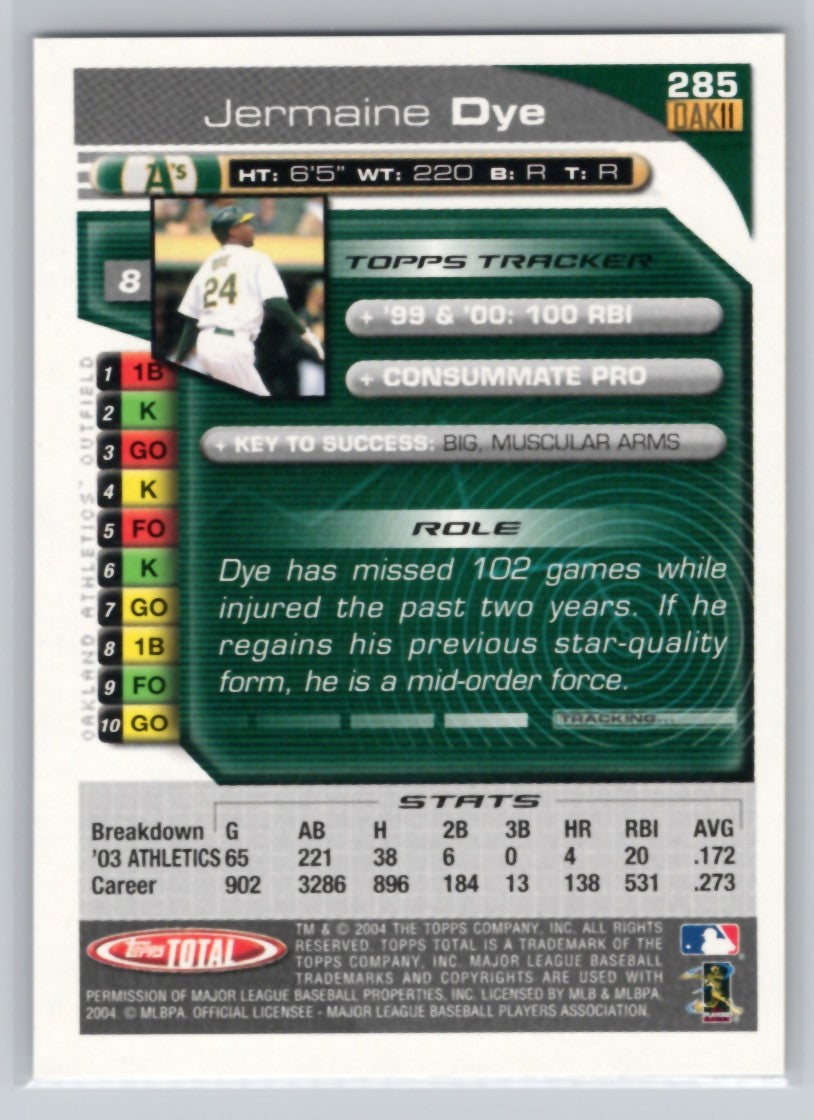 Jermaine Dye
285
OAK11
A's
HT: 6'5" WT: 220 B: R T: R
8
DYE
24
TOPPS TRACKER
+ '99 & '00: 100 RBI
+ CONSUMMATE PRO
+ KEY TO SUCCESS: BIG, MUSCULAR ARMS
OAKLAND ATHLETICS™ OUTFIELD
1 1B
2 K
3 GO
4 K
5 FO
6 K
7 GO
8 1B
9 FO
10 GO
ROLE
Dye has missed 102 games while
injured the past two years. If he
regains his previous star-quality
form, he is a mid-order force.
TRACKING...
STATS
Breakdown G AB H 2B 3B HR RBI AVG
'03 ATHLETICS 65 221 38 6 0 4 20 .172
Career 902 3286 896 184 13 138 531 .273
Topps TOTAL
TM & © 2004 THE TOPPS COMPANY, INC. ALL RIGHTS
RESERVED. TOPPS TOTAL IS A TRADEMARK OF THE
TOPPS COMPANY, INC. MAJOR LEAGUE BASEBALL
TRADEMARKS AND COPYRIGHTS ARE USED WITH
PERMISSION OF MAJOR LEAGUE BASEBALL PROPERTIES, INC. LICENSED BY MLB & MLBPA,
2004. © MLBPA, OFFICIAL LICENSEE - MAJOR LEAGUE BASEBALL PLAYERS ASSOCIATION.